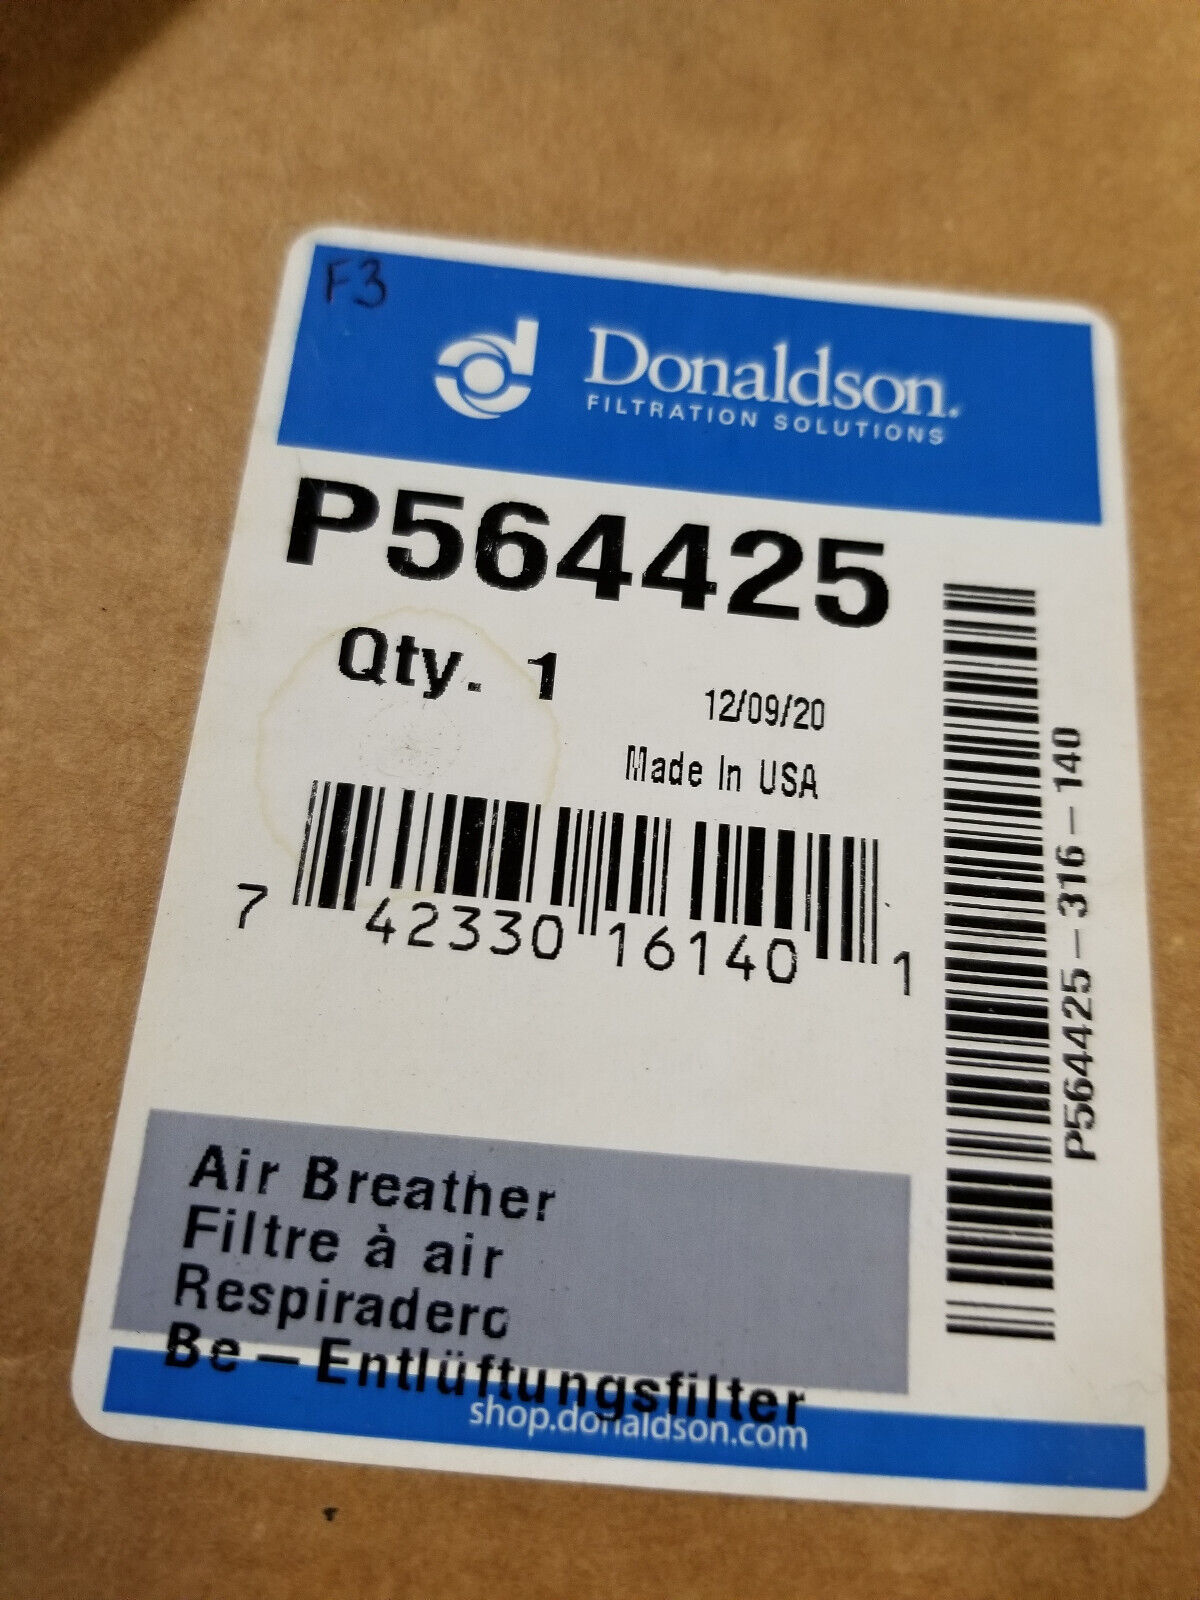 F3
Donaldson.
FILTRATION SOLUTIONS
P564425
Qty. 1
12/09/20
Made In USA
7 42330 16140 1
P564425-316-140
Air Breather
Filtre à air
Respiradero
Be-Entlüftungsfilter
shop.donaldson.com